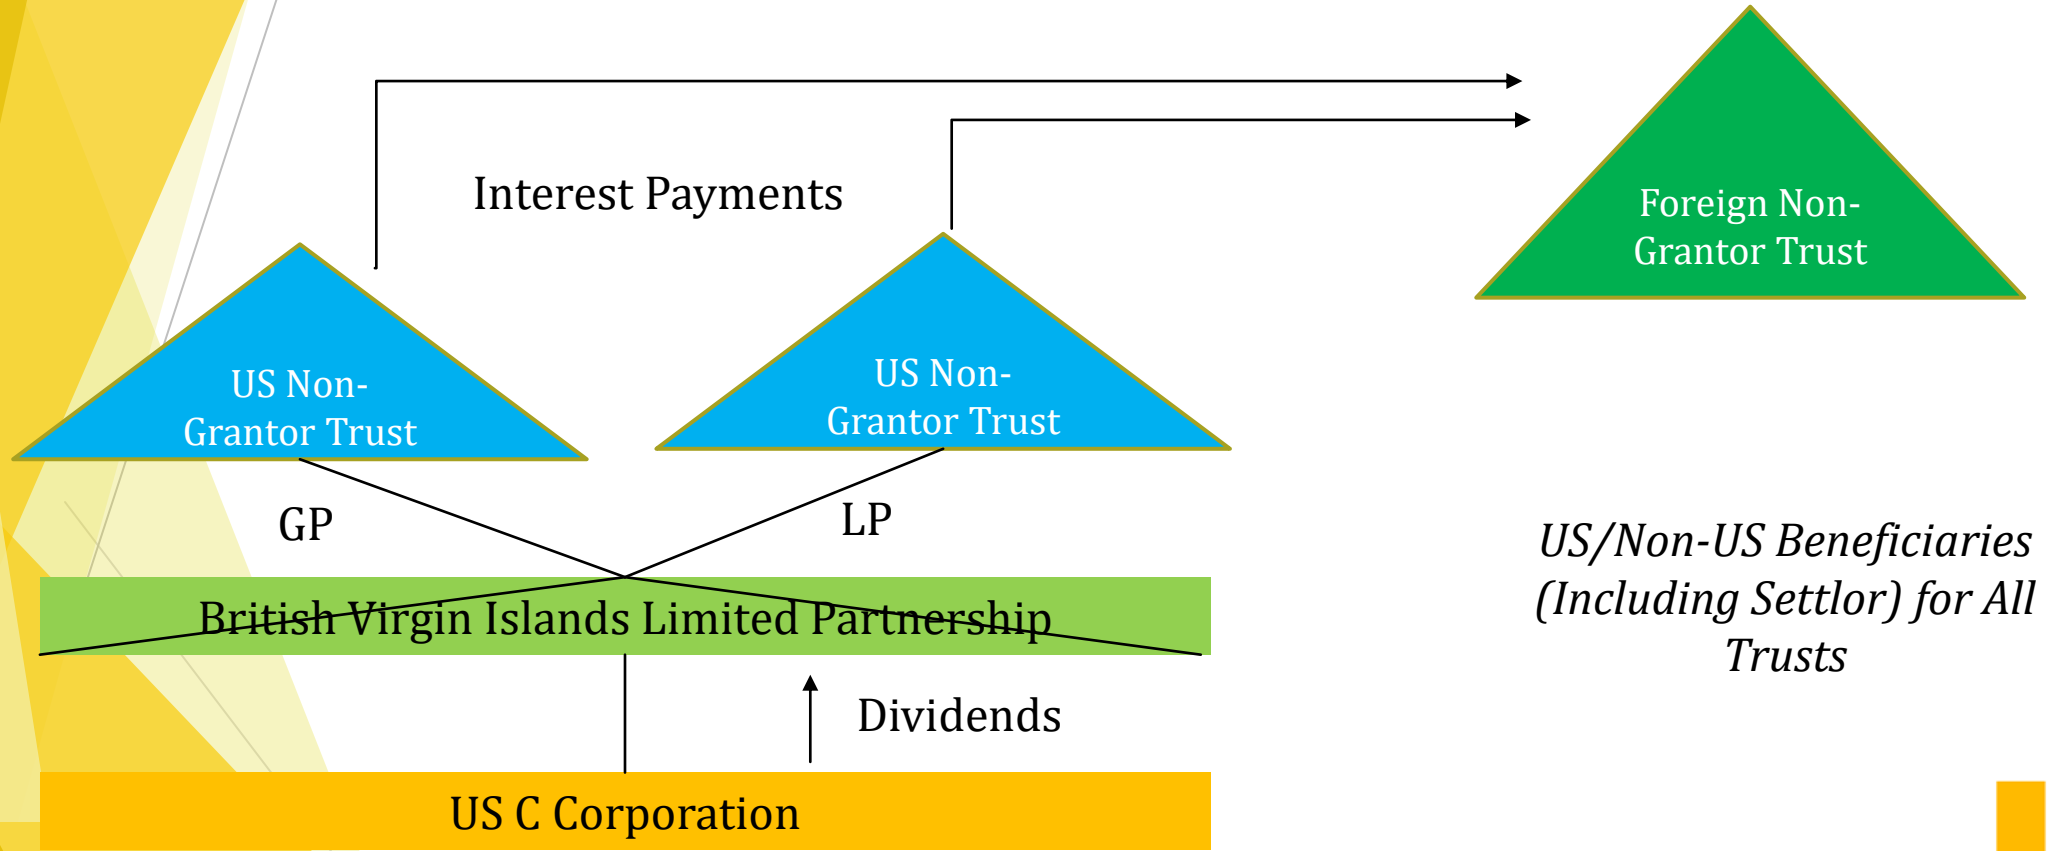 Interest Payments
Foreign Non-
Grantor Trust
US Non-
Grantor Trust
US Non-
Grantor Trust
GP
LP
US/Non-US Beneficiaries
(Including Settlor) for All
Trusts
British Virgin Islands Limited Partnership
Dividends
US C Corporation